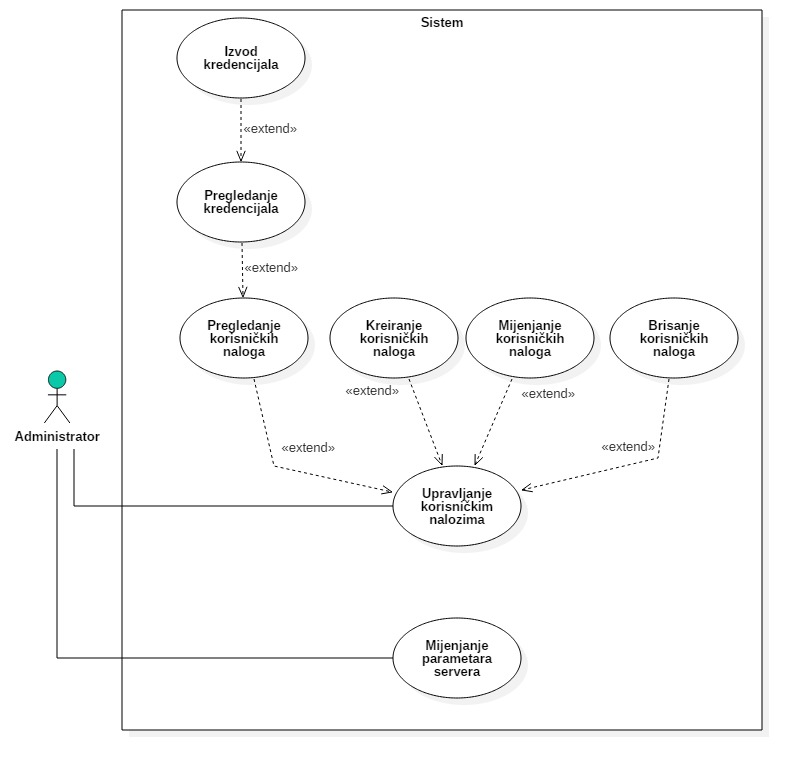 Sistem
Izvod
kredencijala
«extend»
Pregledanje
kredencijala
«extend»
Pregledanje
korisničkih
naloga
Kreiranje
korisničkih
naloga
Mijenjanje
korisničkih
naloga
Brisanje
korisničkih
naloga
«extend»
«extend»
«extend»
«extend»
Administrator
Upravljanje
korisničkim
nalozima
Mijenjanje
parametara
servera